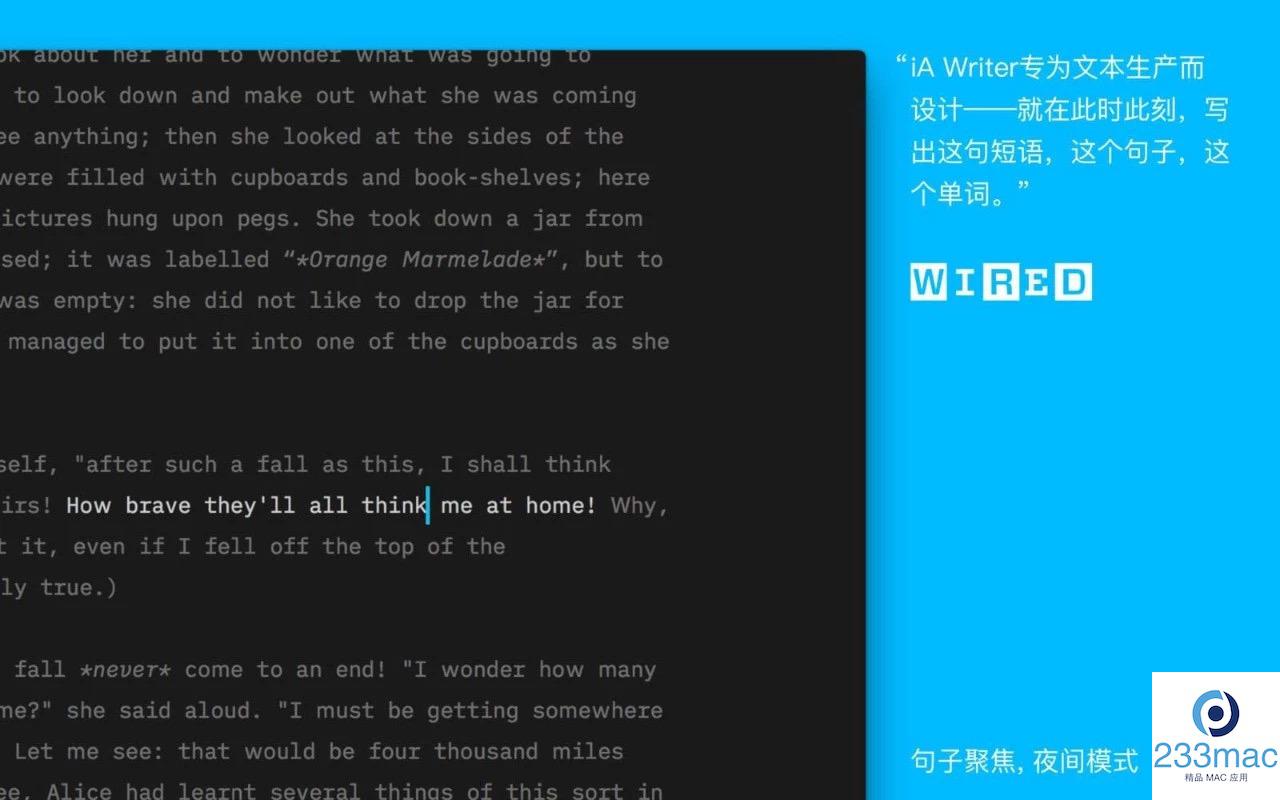 ok about her and to wonder what was going to
to look down and make out what she was coming
ee anything; then she looked at the sides of the
were filled with cupboards and book-shelves; here
ictures hung upon pegs. She took down a jar from
sed; it was labelled “*Orange Marmelade*”, but to
was empty: she did not like to drop the jar for
managed to put it into one of the cupboards as she
self, "after such a fall as this, I shall think
irs! How brave they'll all think me at home! Why,
t it, even if I fell off the top of the
ly true.)
fall *never* come to an end! "I wonder how many
me?" she said aloud. "I must be getting somewhere
Let me see: that would be four thousand miles
ee, Alice had learnt several things of this sort in
“iA Writer专为文本生产而
设计——就在此时此刻，写
出这句短语，这个句子，这
个单词。”
WIRED
句子聚焦, 夜间模式
233mac
精品 MAC 应用